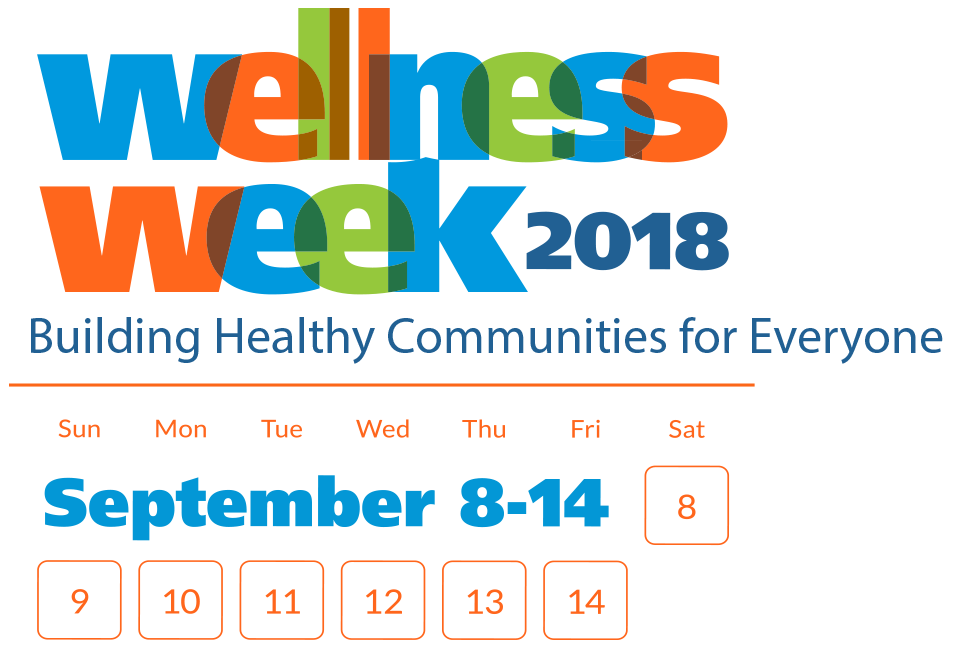 wellness
week 2018
Building Healthy Communities for Everyone
Sun Mon Tue Wed Thu Fri Sat
September 8-14 8
9 10 11 12 13 14